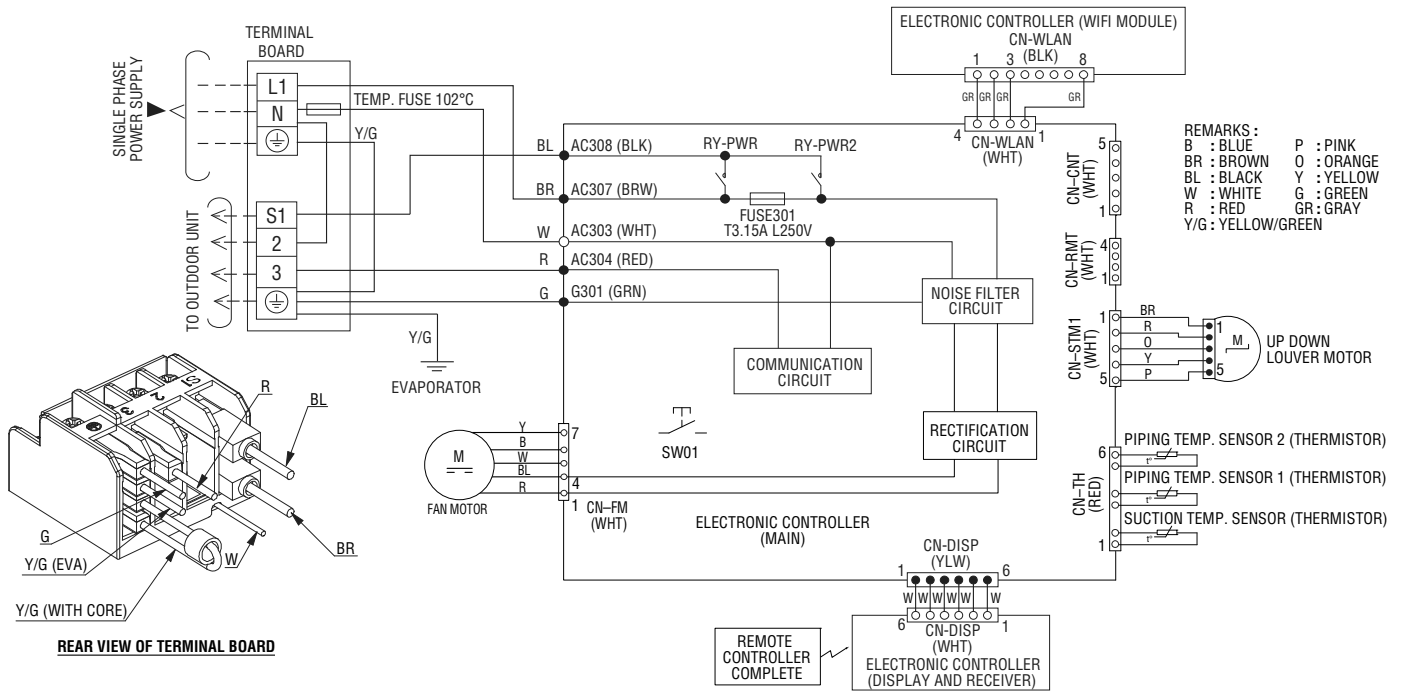 TERMINAL
BOARD
SINGLE PHASE
POWER SUPPLY
L1
N
TEMP. FUSE 102°C
Y/G
TO OUTDOOR UNIT
S1
2
3
Y/G
EVAPORATOR
ELECTRONIC CONTROLLER (WIFI MODULE)
CN-WLAN
(BLK)
1 3 8
GR GR GR GR
4 1
CN-WLAN
(WHT)
BL AC308 (BLK)
RY-PWR RY-PWR2
BR AC307 (BRW)
FUSE301
T3.15A L250V
W AC303 (WHT)
R AC304 (RED)
G G301 (GRN)
NOISE FILTER
CIRCUIT
COMMUNICATION
CIRCUIT
RECTIFICATION
CIRCUIT
SW01
M
FAN MOTOR
Y
B
W
BL
R
7
4
1
CN–FM
(WHT)
ELECTRONIC CONTROLLER
(MAIN)
5
CN–CNT
(WHT)
1
4
CN–RMT
(WHT)
1
1
CN–STM1
(WHT)
5
BR
R
O
Y
P
1
M
5
UP DOWN
LOUVER MOTOR
6
CN–TH
(RED)
1
PIPING TEMP. SENSOR 2 (THERMISTOR)
t°
PIPING TEMP. SENSOR 1 (THERMISTOR)
t°
SUCTION TEMP. SENSOR (THERMISTOR)
t°
REMARKS :
B : BLUE P : PINK
BR : BROWN O : ORANGE
BL : BLACK Y : YELLOW
W : WHITE G : GREEN
R : RED GR : GRAY
Y/G : YELLOW/GREEN
CN-DISP
(YLW)
1 6
W W W W W W
6 1
CN-DISP
(WHT)
ELECTRONIC CONTROLLER
(DISPLAY AND RECEIVER)
REMOTE
CONTROLLER
COMPLETE
S1
2
3
R
BL
G
Y/G (EVA)
W
BR
Y/G (WITH CORE)
REAR VIEW OF TERMINAL BOARD